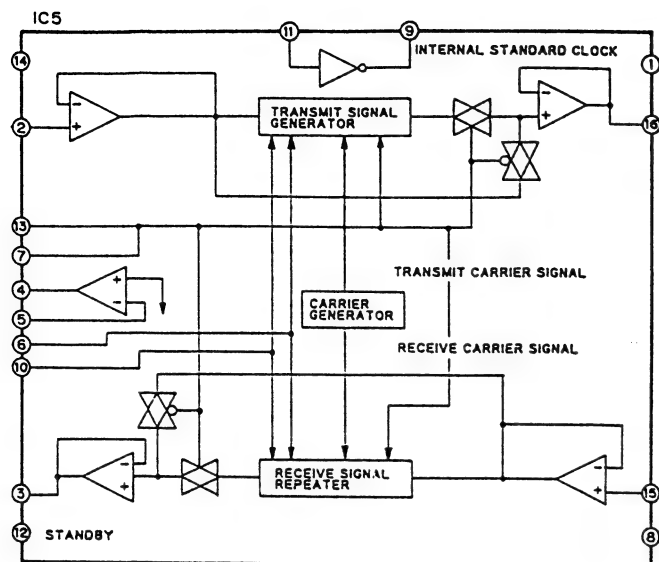 IC5
11
9
INTERNAL STANDARD CLOCK
14
1
-
+
2
TRANSMIT SIGNAL
GENERATOR
-
+
16
13
7
TRANSMIT CARRIER SIGNAL
4
+
-
5
CARRIER
GENERATOR
6
RECEIVE CARRIER SIGNAL
10
-
+
3
RECEIVE SIGNAL
REPEATER
-
+
15
12
STANDBY
8